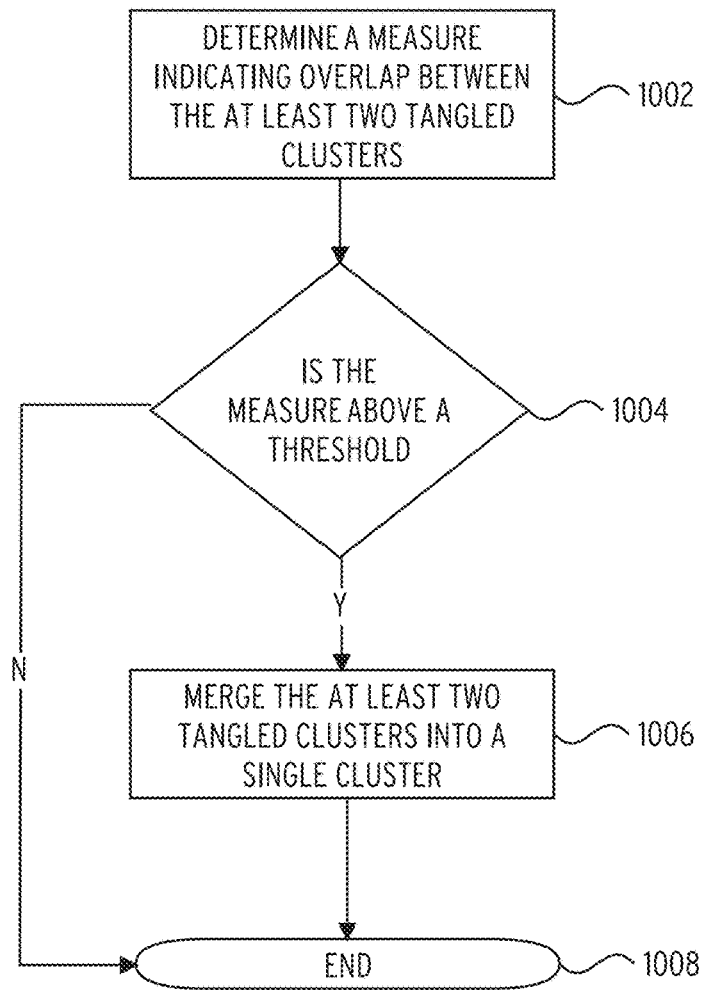 DETERMINE A MEASURE
INDICATING OVERLAP BETWEEN
THE AT LEAST TWO TANGLED
CLUSTERS
1002
IS THE
MEASURE ABOVE A
THRESHOLD
1004
Y
N
MERGE THE AT LEAST TWO
TANGLED CLUSTERS INTO A
SINGLE CLUSTER
1006
END
1008